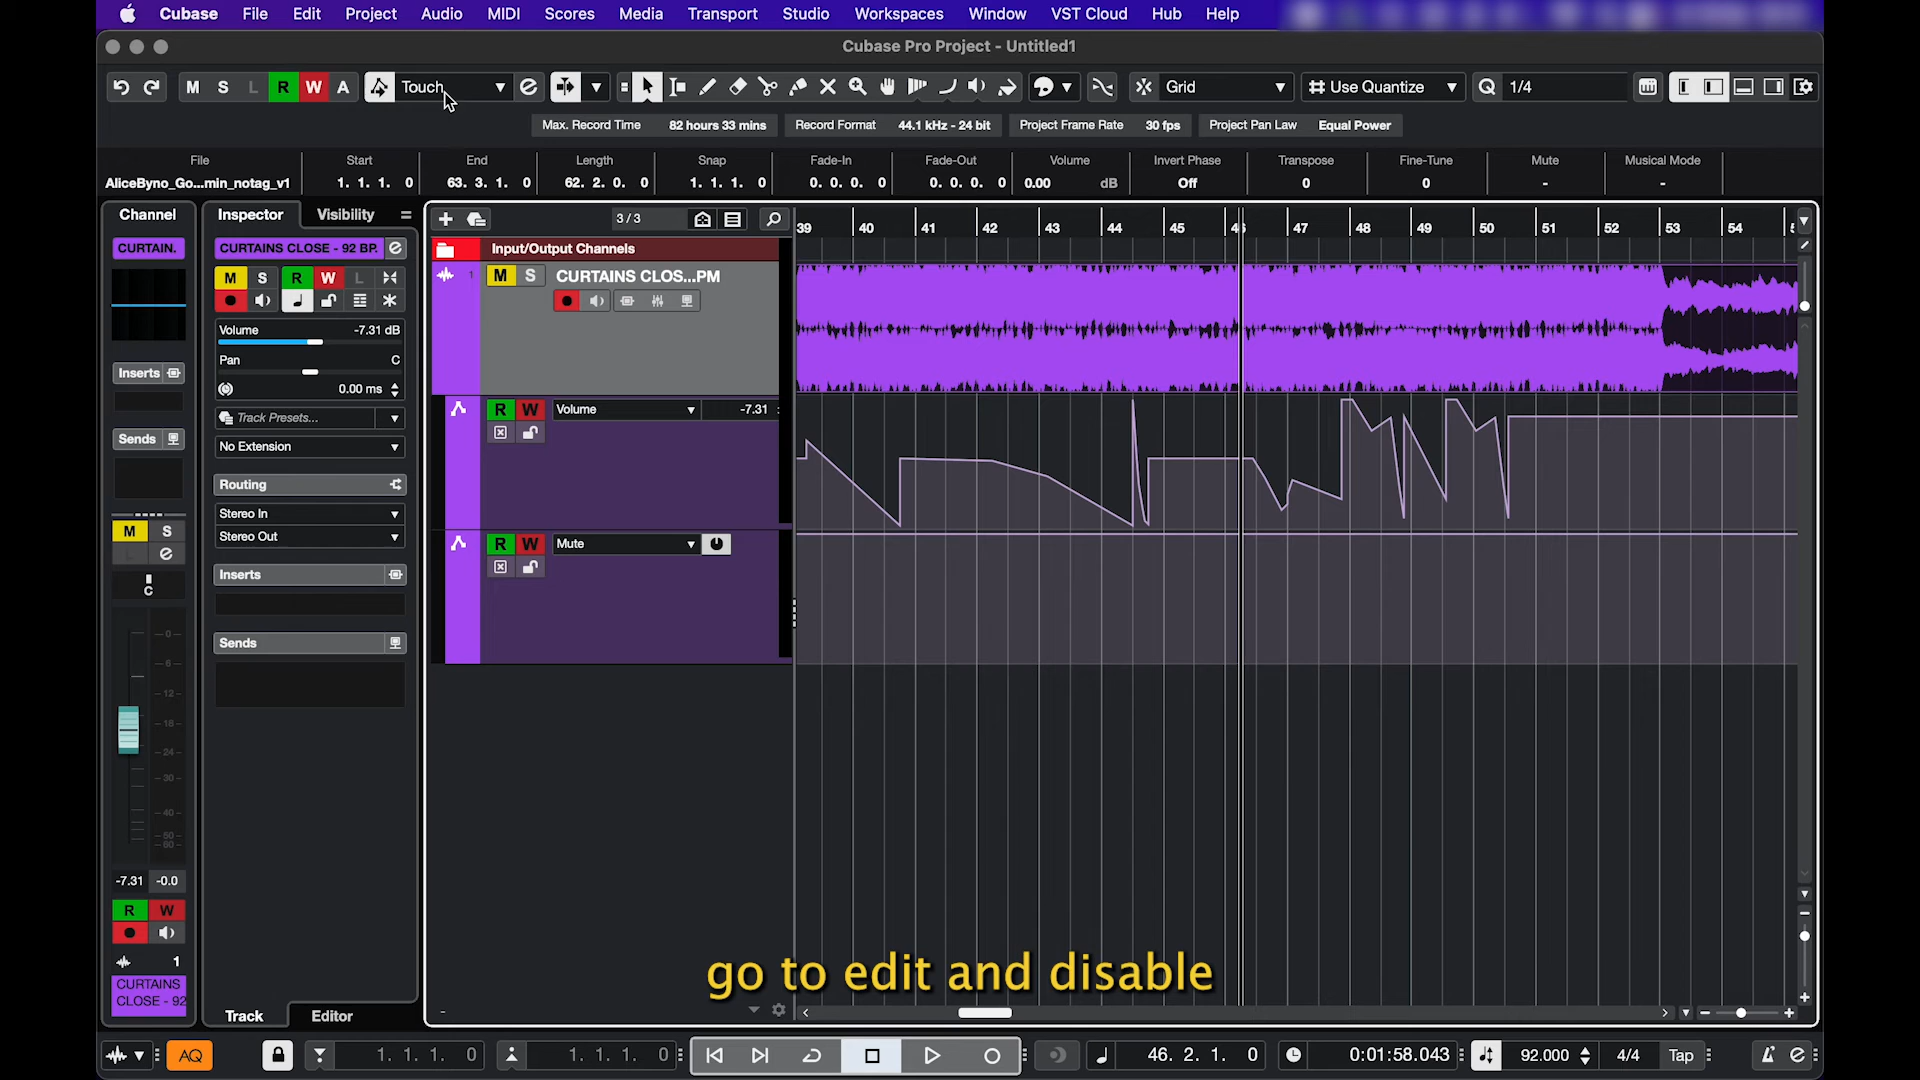 Cubase File Edit Project Audio MIDI Scores Media Transport Studio Workspaces Window VST Cloud Hub Help
Cubase Pro Project - Untitled1
M S L R W A Touch Grid Use Quantize Q 1/4
Max. Record Time 82 hours 33 mins Record Format 44.1 kHz - 24 bit Project Frame Rate 30 fps Project Pan Law Equal Power
File Start End Length Snap Fade-In Fade-Out Volume Invert Phase Transpose Fine-Tune Mute Musical Mode
AliceByno_Go...min_notag_v1 1. 1. 1. 0 63. 3. 1. 0 62. 2. 0. 0 1. 1. 1. 0 0. 0. 0. 0 0. 0. 0. 0 0.00 dB Off 0 0 - -
Channel Inspector Visibility 3 / 3 39 40 41 42 43 44 45 46 47 48 49 50 51 52 53 54
CURTAIN. CURTAINS CLOSE - 92 BP. Input/Output Channels
M S R W L 1 M S CURTAINS CLOS...PM
Volume -7.31 dB
Pan C
0.00 ms
Inserts
Track Presets...
R W Volume -7.31
Sends
No Extension
Routing
Stereo In
M S
Stereo Out
R W Mute
L
Inserts
C
Sends
0
-6
-12
-18
-24
-30
-40
-50
-60
-7.31 -0.0
R W
1
CURTAINS
CLOSE - 92
go to edit and disable
Track Editor
AQ 1. 1. 1. 0 1. 1. 1. 0 46. 2. 1. 0 0:01:58.043 92.000 4/4 Tap